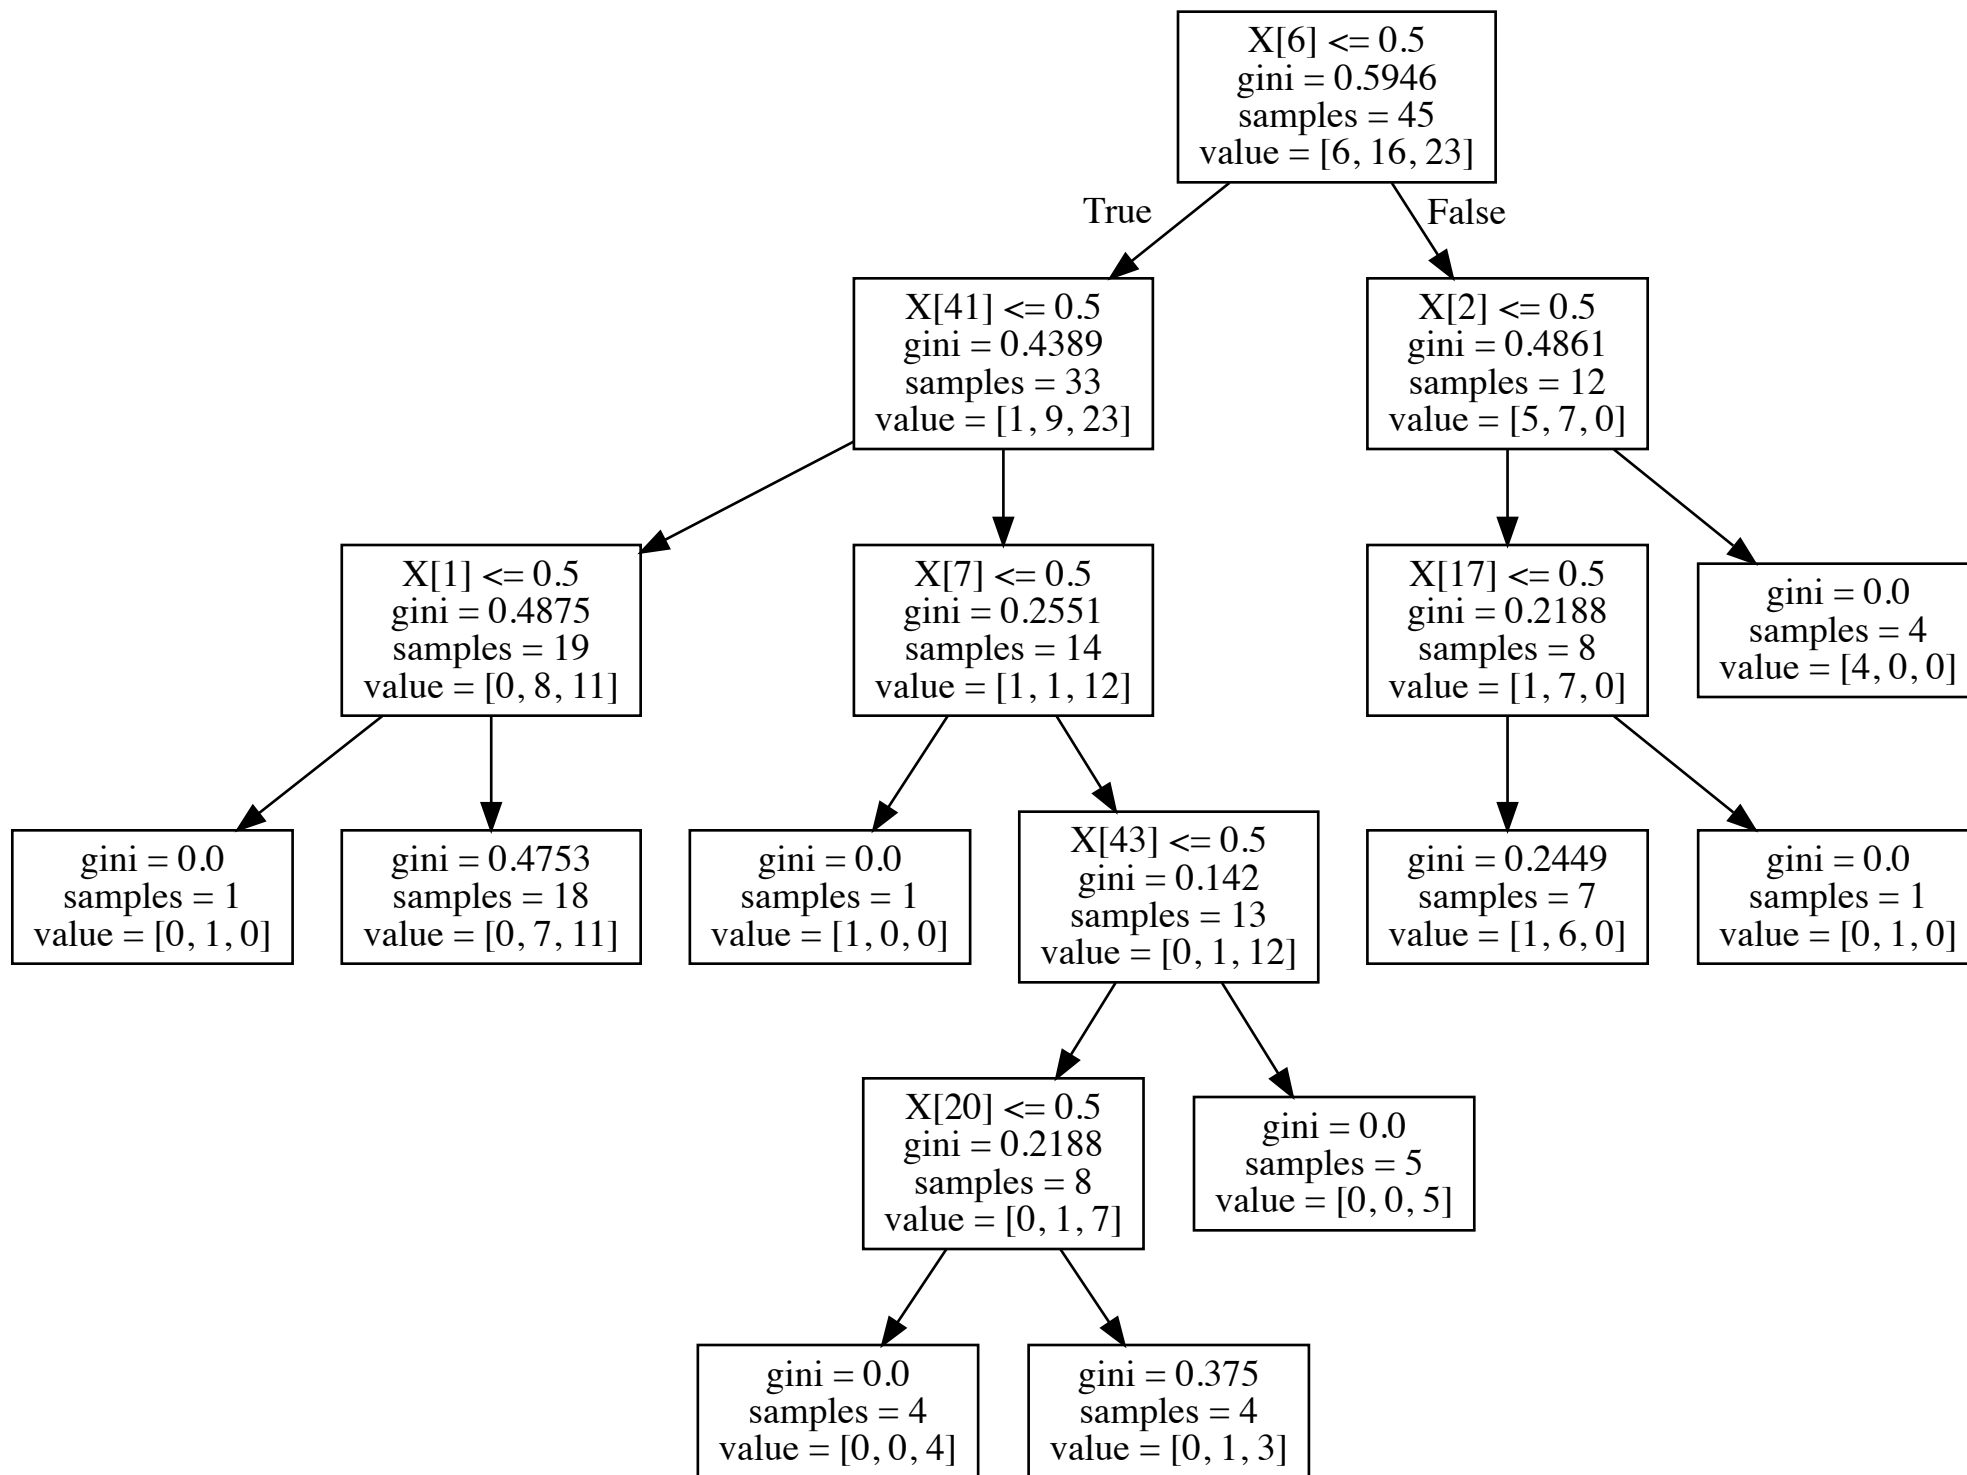 X[6] <= 0.5
gini = 0.5946
samples = 45
value = [6, 16, 23]
True
False
X[41] <= 0.5
gini = 0.4389
samples = 33
value = [1, 9, 23]
X[2] <= 0.5
gini = 0.4861
samples = 12
value = [5, 7, 0]
X[1] <= 0.5
gini = 0.4875
samples = 19
value = [0, 8, 11]
X[7] <= 0.5
gini = 0.2551
samples = 14
value = [1, 1, 12]
X[17] <= 0.5
gini = 0.2188
samples = 8
value = [1, 7, 0]
gini = 0.0
samples = 4
value = [4, 0, 0]
gini = 0.0
samples = 1
value = [0, 1, 0]
gini = 0.4753
samples = 18
value = [0, 7, 11]
gini = 0.0
samples = 1
value = [1, 0, 0]
X[43] <= 0.5
gini = 0.142
samples = 13
value = [0, 1, 12]
gini = 0.2449
samples = 7
value = [1, 6, 0]
gini = 0.0
samples = 1
value = [0, 1, 0]
X[20] <= 0.5
gini = 0.2188
samples = 8
value = [0, 1, 7]
gini = 0.0
samples = 5
value = [0, 0, 5]
gini = 0.0
samples = 4
value = [0, 0, 4]
gini = 0.375
samples = 4
value = [0, 1, 3]